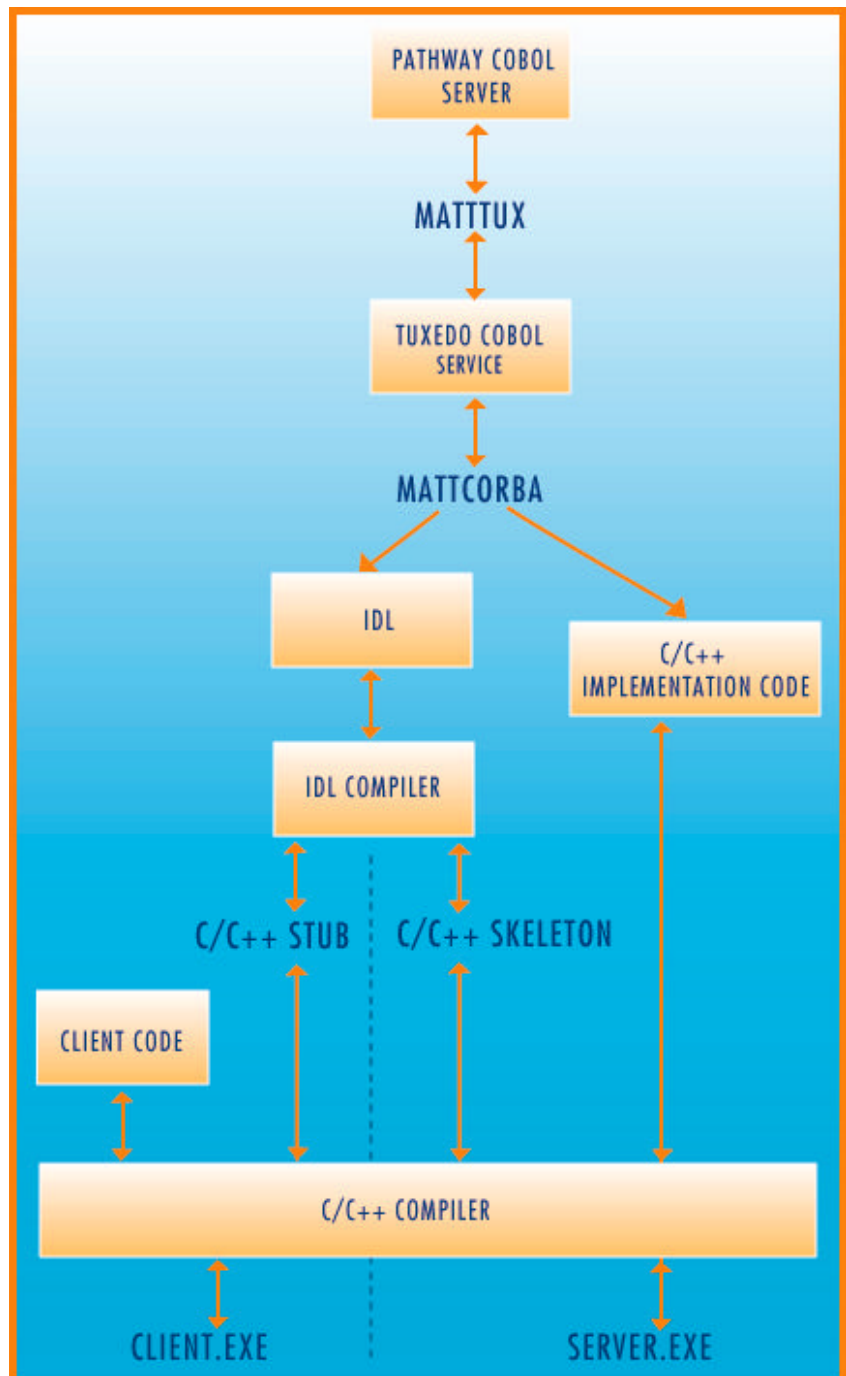 PATHWAY COBOL
SERVER
MATTTUX
TUXEDO COBOL
SERVICE
MATTCORBA
IDL
C/C++
IMPLEMENTATION CODE
IDL COMPILER
C/C++ STUB
C/C++ SKELETON
CLIENT CODE
C/C++ COMPILER
CLIENT.EXE
SERVER.EXE